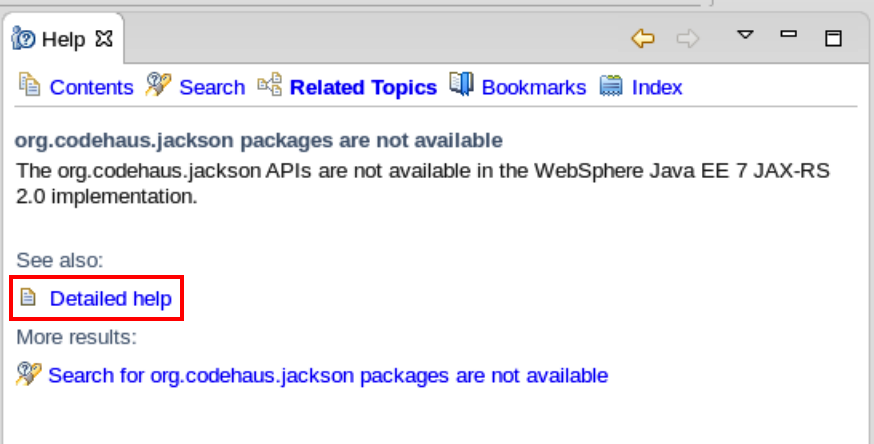 Help
Contents Search Related Topics Bookmarks Index
org.codehaus.jackson packages are not available
The org.codehaus.jackson APIs are not available in the WebSphere Java EE 7 JAX-RS
2.0 implementation.
See also:
Detailed help
More results:
Search for org.codehaus.jackson packages are not available